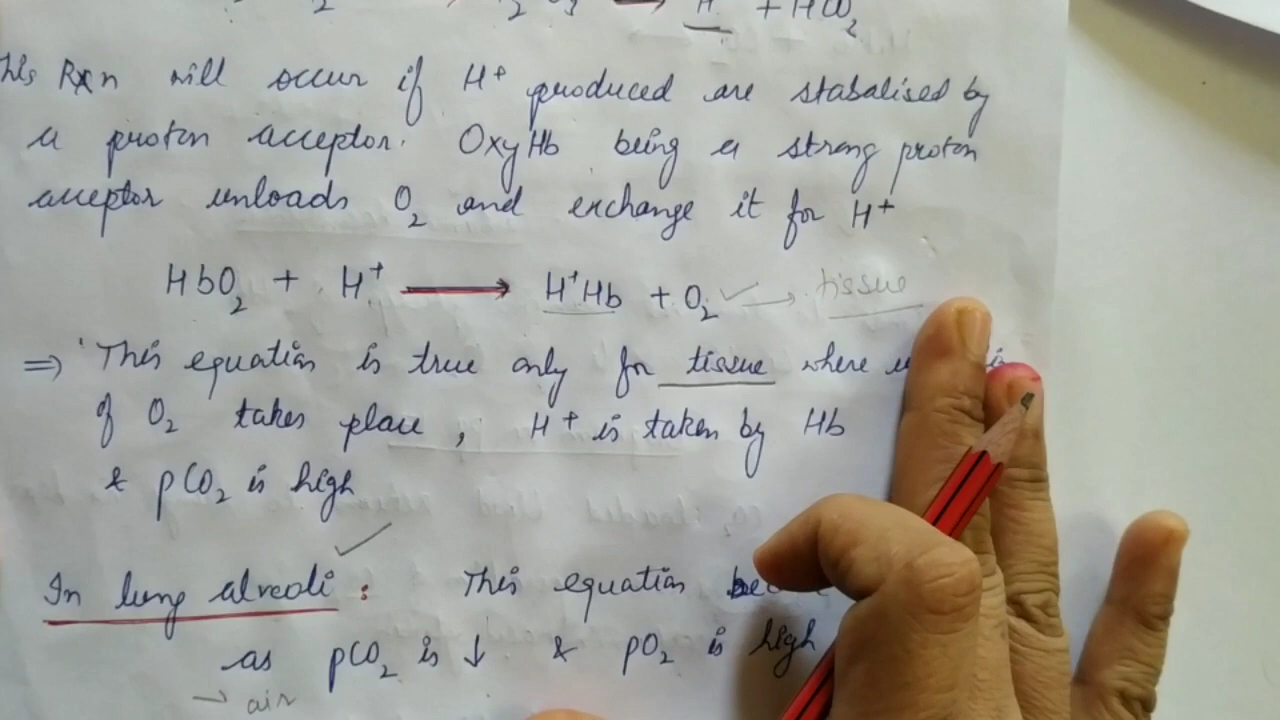 H⁺ + HCO₂
This Rxn will occur if H⁺ produced are stabalised by
a proton acceptor. OxyHb being a strong proton
acceptor unloads O₂ and exchange it for H⁺
HbO₂ + H⁺ ⟶ H⁺Hb + O₂ ✓ → tissue
⇒ This equation is true only for tissue where
of O₂ takes place, H⁺ is taken by Hb
& pCO₂ is high
In lung alveoli ✓ : This equation
as pCO₂ is ↓ & pO₂ is high
→ air